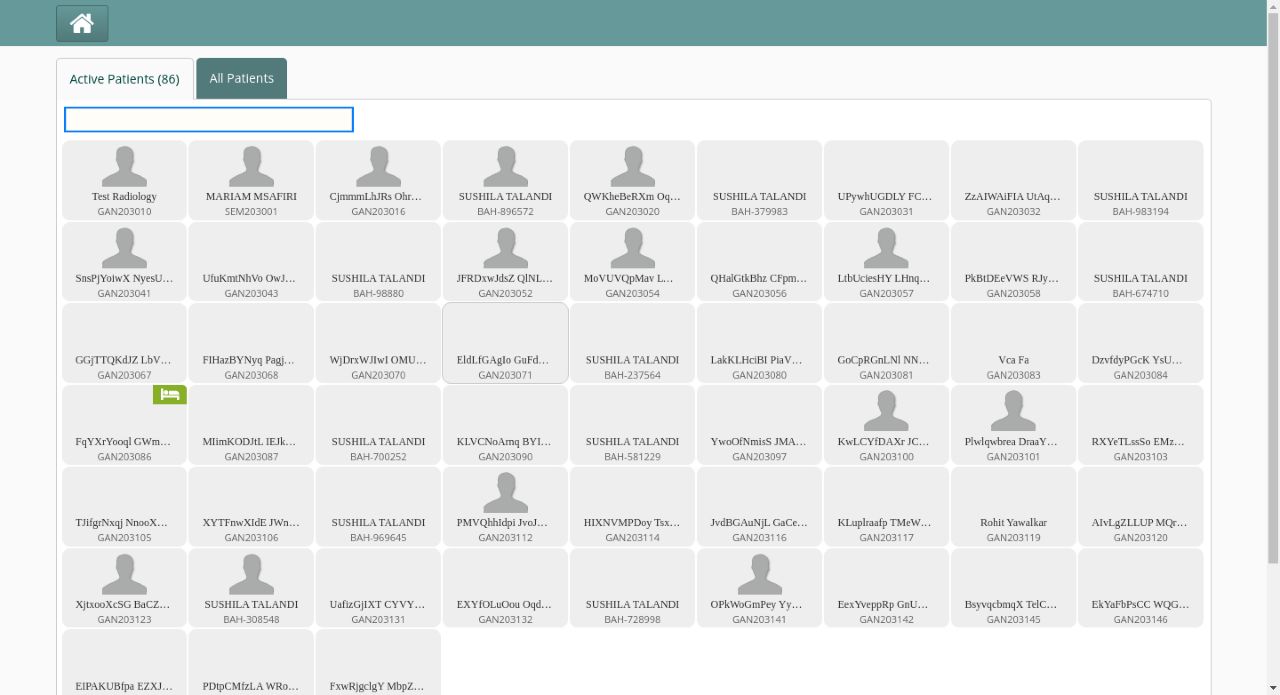 Active Patients (86)
All Patients
Test Radiology
GAN203010
MARIAM MSAFIRI
SEM203001
CjmmmLhJRs Ohr…
GAN203016
SUSHILA TALANDI
BAH-896572
QWKheBeRXm Oq…
GAN203020
SUSHILA TALANDI
BAH-379983
UPywhUGDLY FC…
GAN203031
ZzAIWAiFIA UtAq…
GAN203032
SUSHILA TALANDI
BAH-983194
SnsPjYoiwX NyesU…
GAN203041
UfuKmtNhVo OwJ…
GAN203043
SUSHILA TALANDI
BAH-98880
JFRDxwJdsZ QlNL…
GAN203052
MoVUVQpMav L…
GAN203054
QHalGtkBhz CFpm…
GAN203056
LtbUciesHY LHnq…
GAN203057
PkBtDEeVWS RJy…
GAN203058
SUSHILA TALANDI
BAH-674710
GGjTTQKdJZ LbV…
GAN203067
FIHazBYNyq Pagj…
GAN203068
WjDrxWJIwI OMU…
GAN203070
EldLfGAgIo GuFd…
GAN203071
SUSHILA TALANDI
BAH-237564
LakKLHciBI PiaV…
GAN203080
GoCpRGnLNl NN…
GAN203081
Vca Fa
GAN203083
DzvfdyPGcK YsU…
GAN203084
FqYXrYooql GWm…
GAN203086
MIimKODJtL IEJk…
GAN203087
SUSHILA TALANDI
BAH-700252
KLVCNoArnq BYI…
GAN203090
SUSHILA TALANDI
BAH-581229
YwoOfNmisS JMA…
GAN203097
KwLCYfDAXr JC…
GAN203100
Plwlqwbrea DraaY…
GAN203101
RXYeTLssSo EMz…
GAN203103
TJifgrNxqj NnooX…
GAN203105
XYTFnwXIdE JWn…
GAN203106
SUSHILA TALANDI
BAH-969645
PMVQhhIdpi JvoJ…
GAN203112
HIXNVMPDoy Tsx…
GAN203114
JvdBGAuNjL GaCe…
GAN203116
KLuplraafp TMeW…
GAN203117
Rohit Yawalkar
GAN203119
AIvLgZLLUP MQr…
GAN203120
XjtxooXcSG BaCZ…
GAN203123
SUSHILA TALANDI
BAH-308548
UafizGjIXT CYVY…
GAN203131
EXYfOLuOou Oqd…
GAN203132
SUSHILA TALANDI
BAH-728998
OPkWoGmPey Yy…
GAN203141
EexYveppRp GnU…
GAN203142
BsyvqcbmqX TelC…
GAN203145
EkYaFbPsCC WQG…
GAN203146
EIPAKUBfpa EZXJ…
PDtpCMfzLA WRo…
FxwRjgclgY MbpZ…